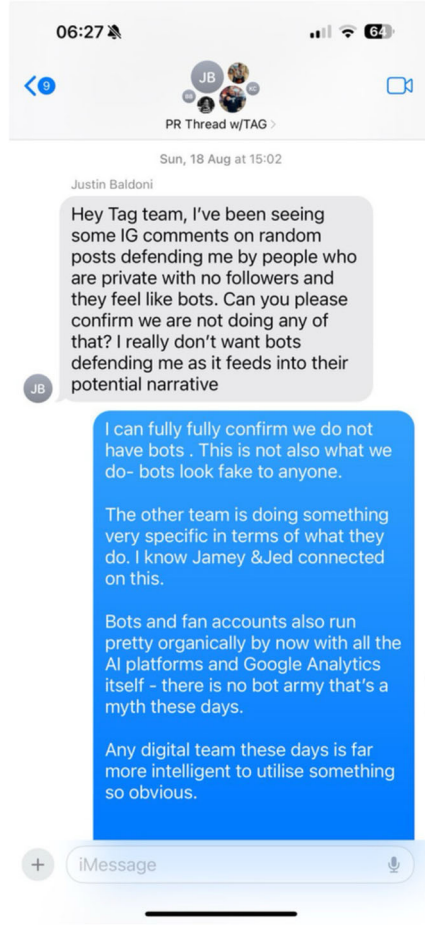 06:27
64
9
JB
BB
KC
PR Thread w/TAG
Sun, 18 Aug at 15:02
Justin Baldoni
Hey Tag team, I've been seeing
some IG comments on random
posts defending me by people who
are private with no followers and
they feel like bots. Can you please
confirm we are not doing any of
that? I really don't want bots
defending me as it feeds into their
potential narrative
JB
I can fully fully confirm we do not
have bots . This is not also what we
do- bots look fake to anyone.
The other team is doing something
very specific in terms of what they
do. I know Jamey &Jed connected
on this.
Bots and fan accounts also run
pretty organically by now with all the
AI platforms and Google Analytics
itself - there is no bot army that's a
myth these days.
Any digital team these days is far
more intelligent to utilise something
so obvious.
iMessage